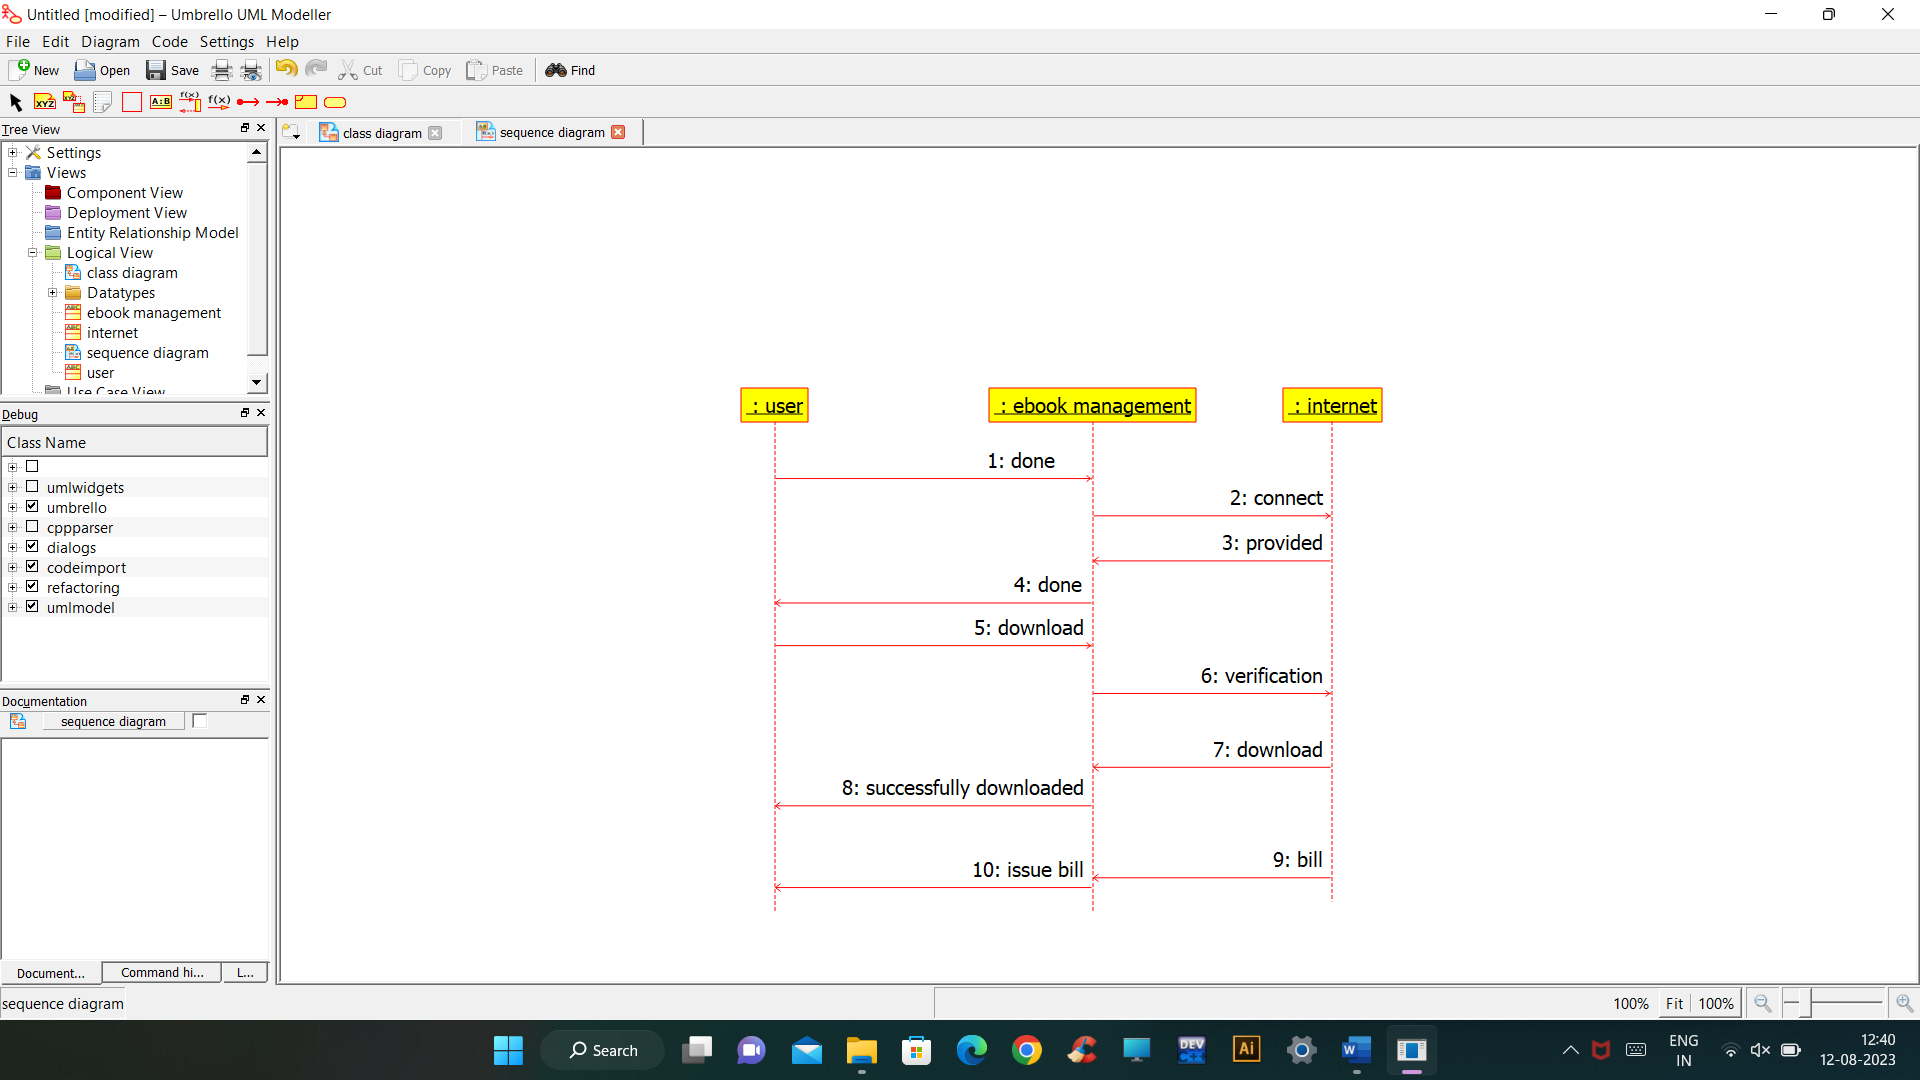 Untitled [modified] – Umbrello UML Modeller
File Edit Diagram Code Settings Help
New Open Save Cut Copy Paste Find
XYZ A:B f(x) f(x)
Tree View
class diagram sequence diagram
Settings
Views
Component View
Deployment View
Entity Relationship Model
Logical View
class diagram
Datatypes
ebook management
internet
sequence diagram
user
Use Case View
Debug
Class Name
umlwidgets
umbrello
cppparser
dialogs
codeimport
refactoring
umlmodel
Documentation
sequence diagram
Document... Command hi... L...
: user : ebook management : internet
1: done
2: connect
3: provided
4: done
5: download
6: verification
7: download
8: successfully downloaded
9: bill
10: issue bill
sequence diagram 100% Fit 100%
Search DEV C++ Ai W ENG IN 12:40
12-08-2023